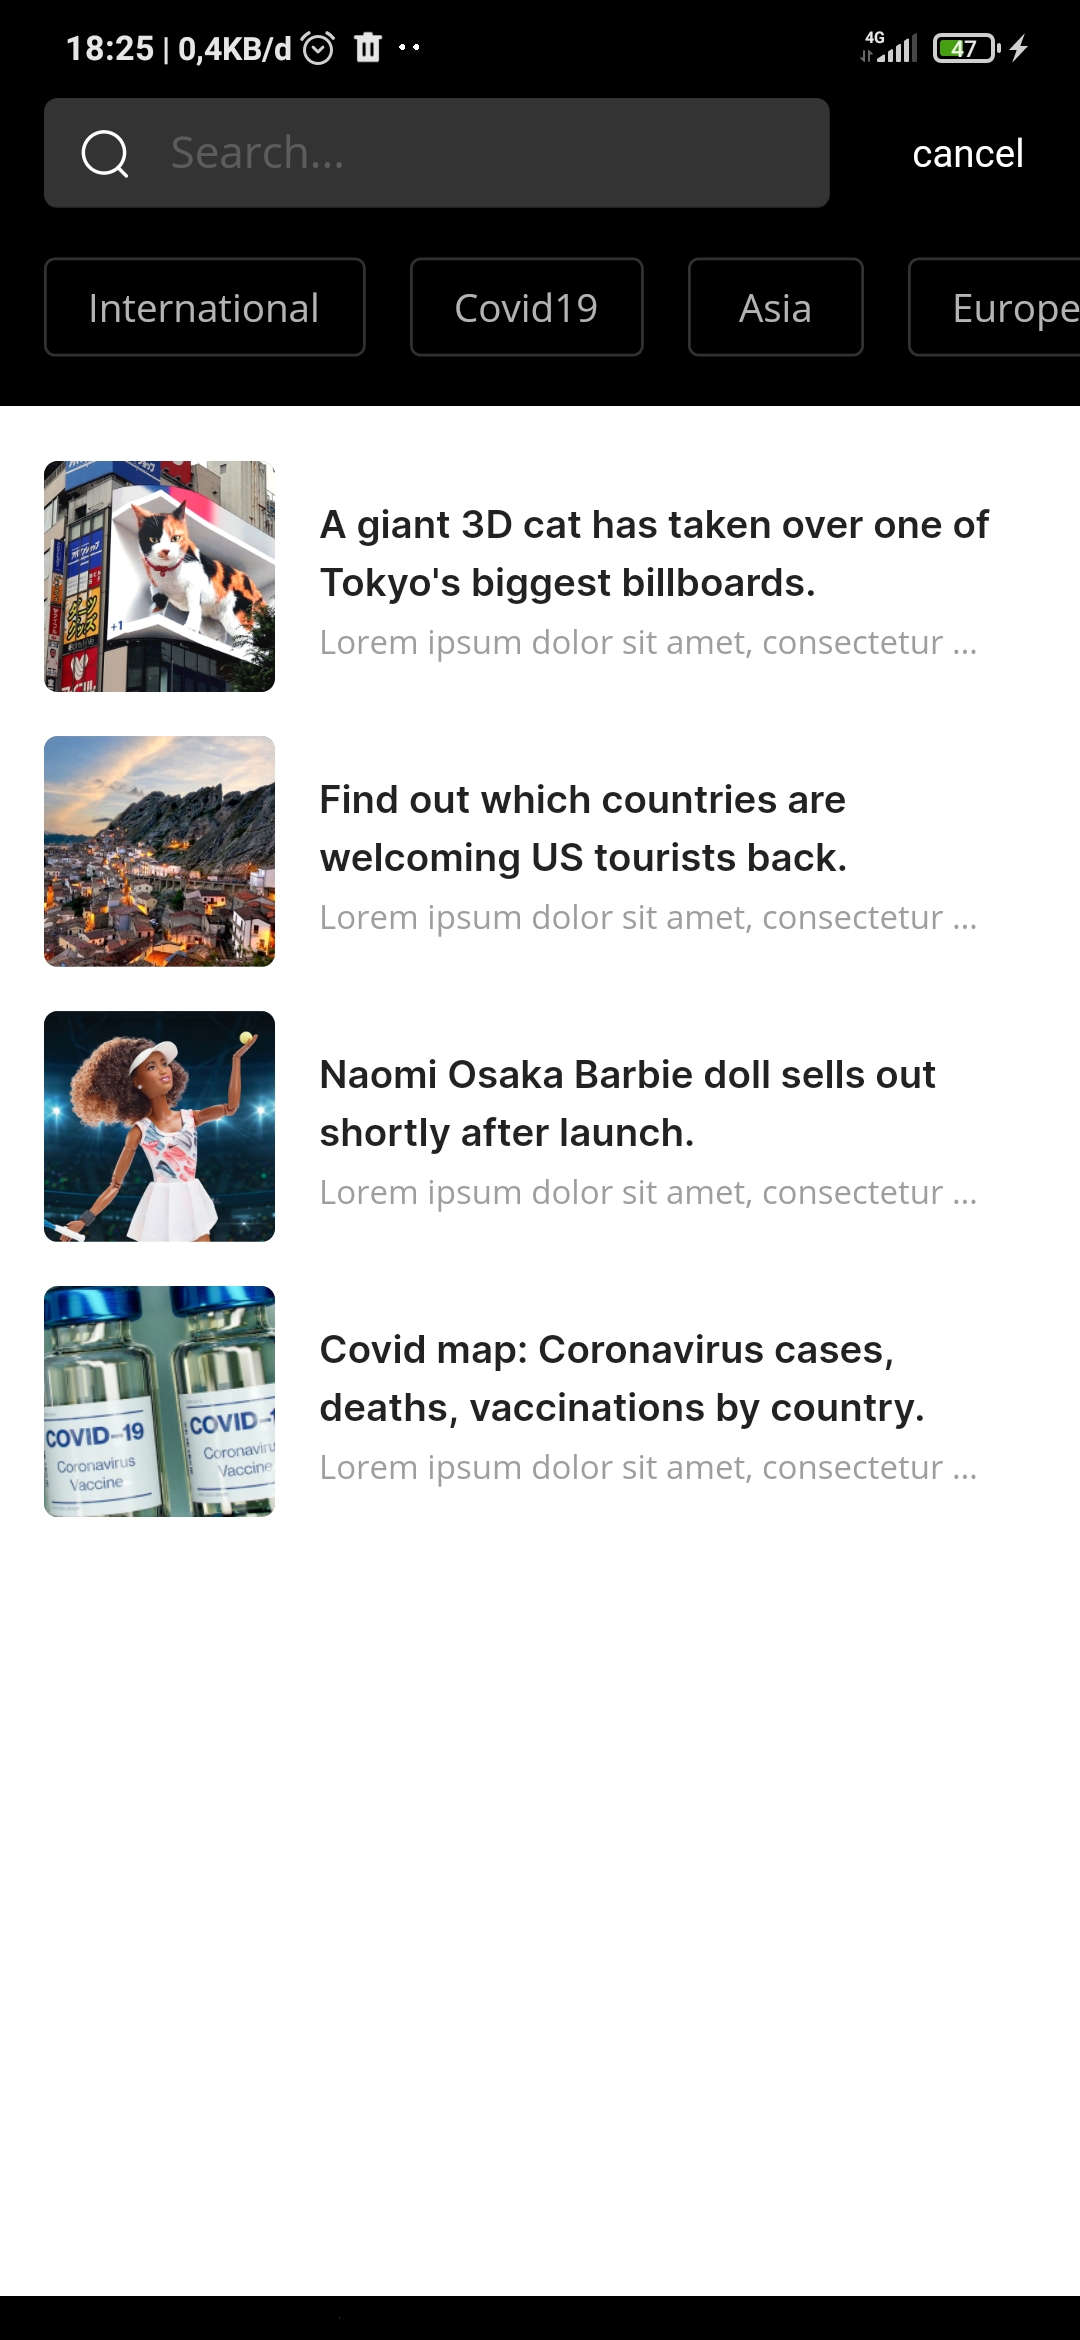 18:25 | 0,4KB/d
4G
47
Search...
cancel
International
Covid19
Asia
Europe
A giant 3D cat has taken over one of
Tokyo's biggest billboards.
Lorem ipsum dolor sit amet, consectetur ...
+1
Find out which countries are
welcoming US tourists back.
Lorem ipsum dolor sit amet, consectetur ...
Naomi Osaka Barbie doll sells out
shortly after launch.
Lorem ipsum dolor sit amet, consectetur ...
Covid map: Coronavirus cases,
deaths, vaccinations by country.
Lorem ipsum dolor sit amet, consectetur ...
COVID-19
Coronavirus
Vaccine
COVID-1
Coronaviru
Vaccine